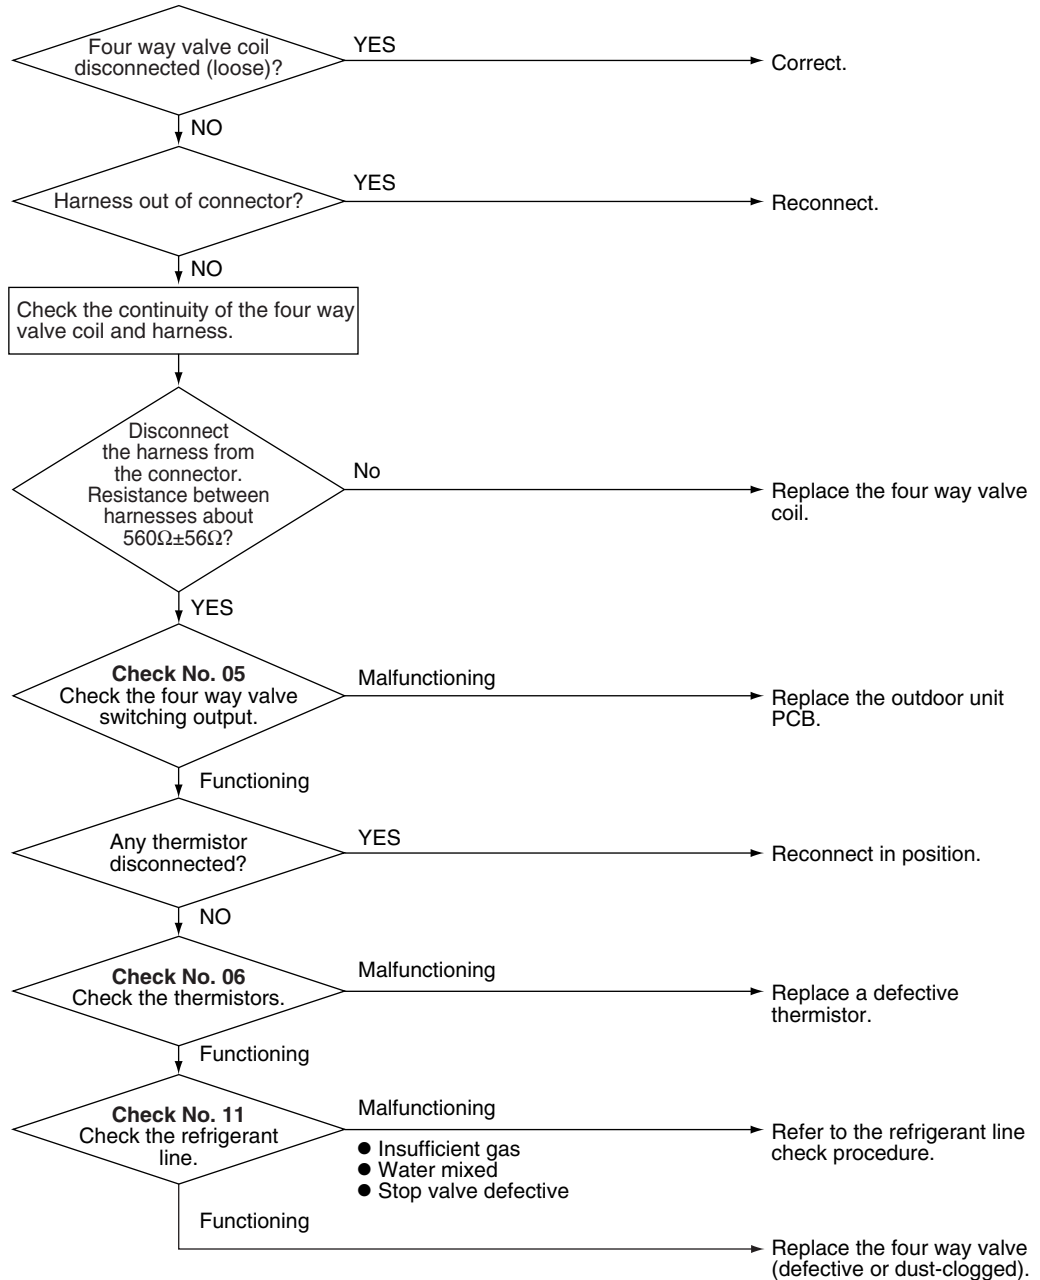 Four way valve coil
disconnected (loose)?
YES
Correct.
NO
Harness out of connector?
YES
Reconnect.
NO
Check the continuity of the four way
valve coil and harness.
Disconnect
the harness from
the connector.
Resistance between
harnesses about
560Ω±56Ω?
No
Replace the four way valve
coil.
YES
Check No. 05
Check the four way valve
switching output.
Malfunctioning
Replace the outdoor unit
PCB.
Functioning
Any thermistor
disconnected?
YES
Reconnect in position.
NO
Check No. 06
Check the thermistors.
Malfunctioning
Replace a defective
thermistor.
Functioning
Check No. 11
Check the refrigerant
line.
Malfunctioning
● Insufficient gas
● Water mixed
● Stop valve defective
Refer to the refrigerant line
check procedure.
Functioning
Replace the four way valve
(defective or dust-clogged).